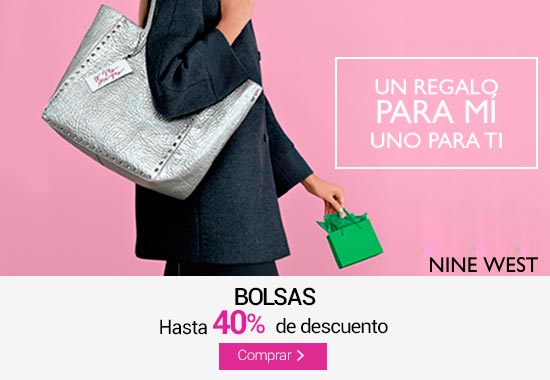 UN REGALO
PARA MÍ
UNO PARA TI
NINE WEST
BOLSAS
Hasta 40% de descuento
Comprar >